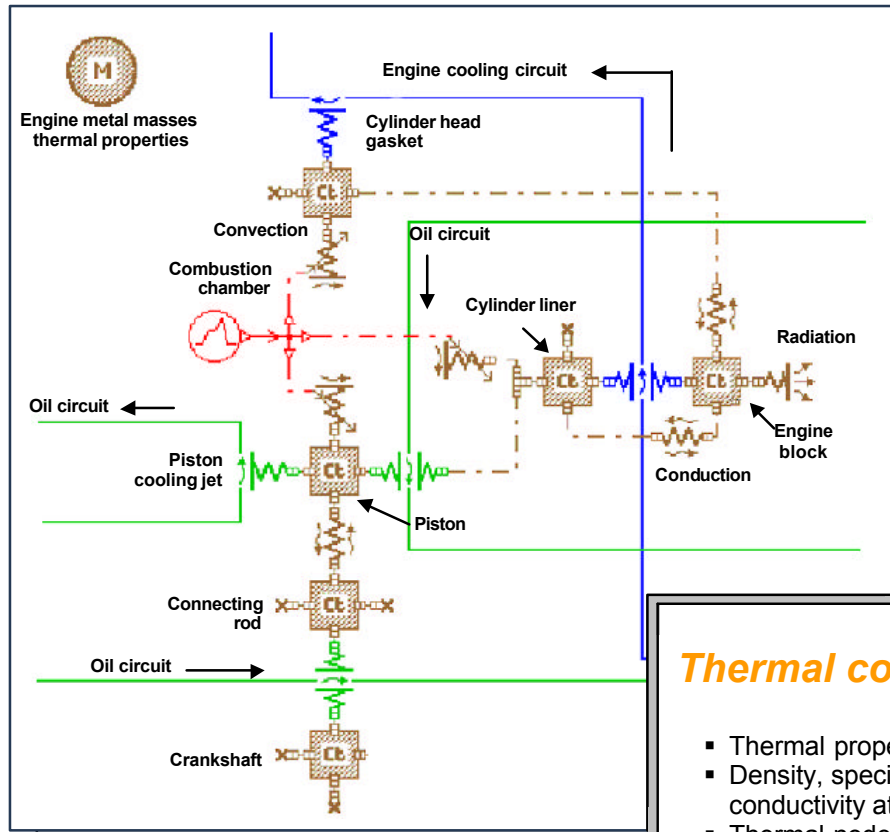 M
Engine metal masses
thermal properties
Engine cooling circuit
Cylinder head
gasket
Ct
Convection
Oil circuit
Combustion
chamber
Cylinder liner
Radiation
Ct
Ct
Oil circuit
Engine
block
Piston
cooling jet
Ct
Conduction
Piston
Connecting
rod
Ct
Oil circuit
Thermal co
Crankshaft
Ct
▪ Thermal prope
▪ Density, speci
conductivity at